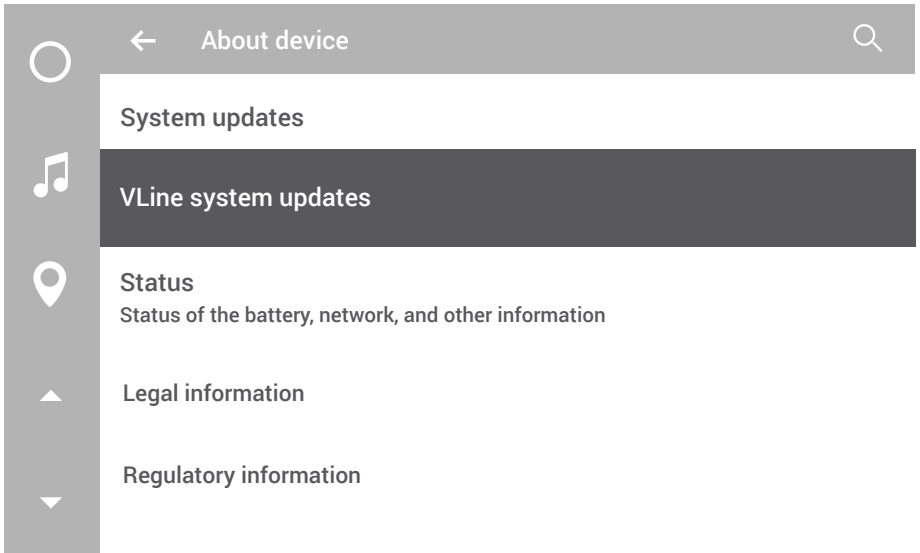 About device
System updates
VLine system updates
Status
Status of the battery, network, and other information
Legal information
Regulatory information